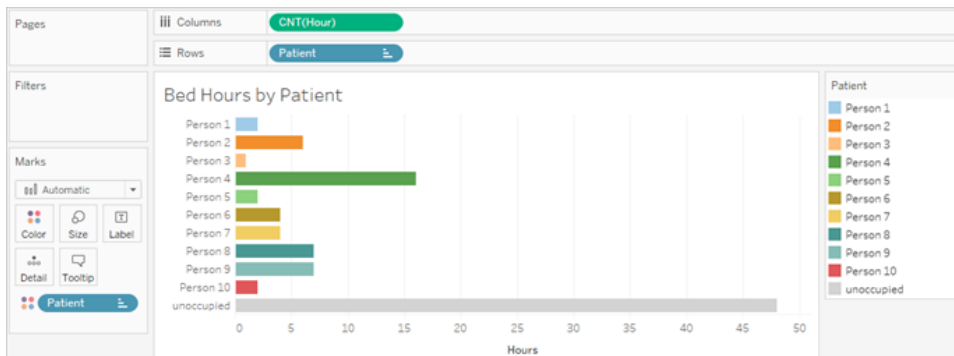 Pages
Columns
CNT(Hour)
Rows
Patient
Filters
Marks
Automatic
Color
Size
Label
Detail
Tooltip
Patient
Bed Hours by Patient
Person 1
Person 2
Person 3
Person 4
Person 5
Person 6
Person 7
Person 8
Person 9
Person 10
unoccupied
0 5 10 15 20 25 30 35 40 45 50
Hours
Patient
Person 1
Person 2
Person 3
Person 4
Person 5
Person 6
Person 7
Person 8
Person 9
Person 10
unoccupied